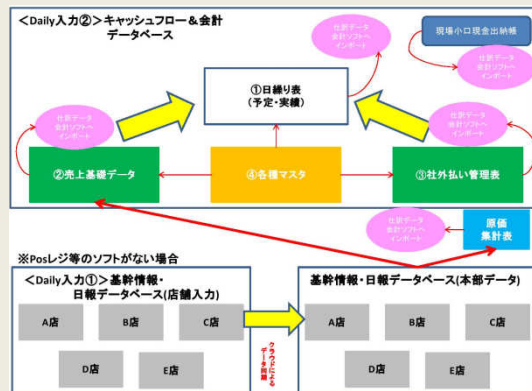 ＜Daily入力②＞キャッシュフロー＆会計
データベース
①日繰り表
(予定・実績)
仕訳データ
会計ソフトへ
インポート
現場小口現金出納帳
仕訳データ
会計ソフトへ
インポート
仕訳データ
会計ソフトへ
インポート
仕訳データ
会計ソフトへ
インポート
②売上基礎データ
④各種マスタ
③社外払い管理表
仕訳データ
会計ソフトへ
インポート
原価
集計表
※Posレジ等のソフトがない場合
＜Daily入力①＞基幹情報・
日報データベース(店舗入力)
A店
B店
C店
D店
E店
クラウドによる
データ同期
基幹情報・日報データベース(本部データ)
A店
B店
C店
D店
E店